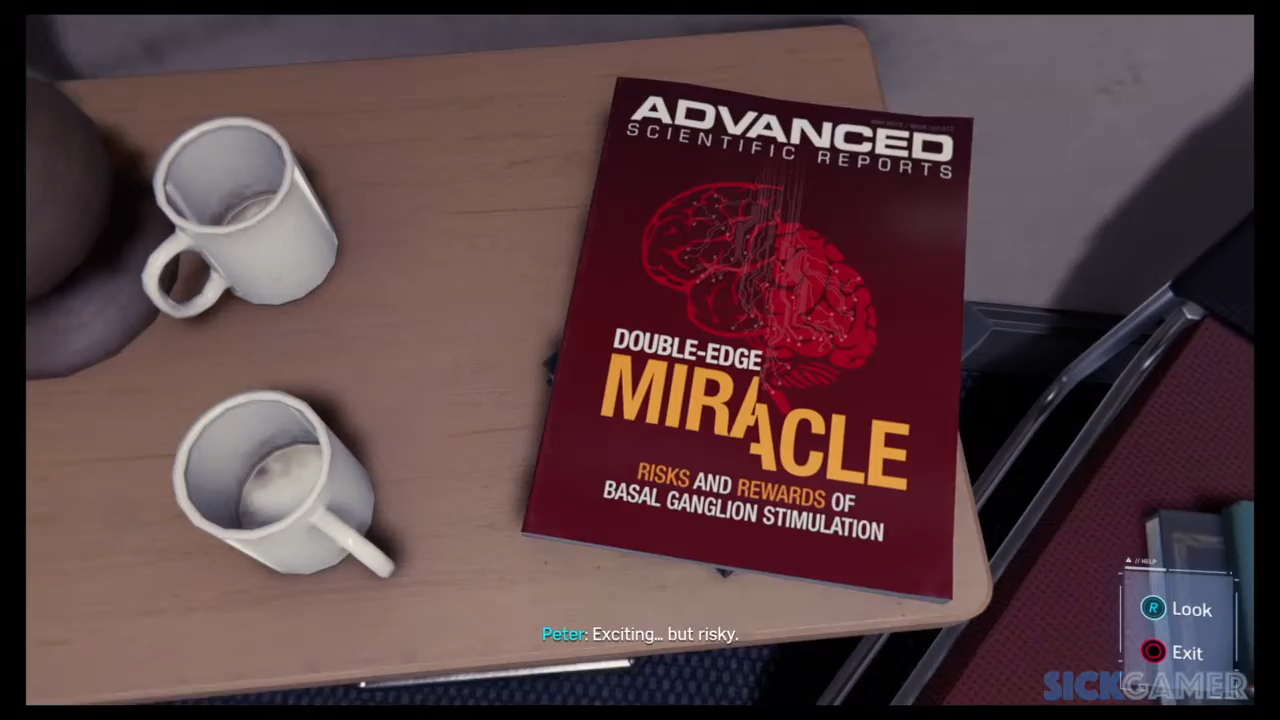 ADVANCED
SCIENTIFIC REPORTS
DOUBLE-EDGE
MIRACLE
RISKS AND REWARDS OF
BASAL GANGLION STIMULATION
Peter: Exciting... but risky.
// HELP
R Look
Exit
SICKGAMER